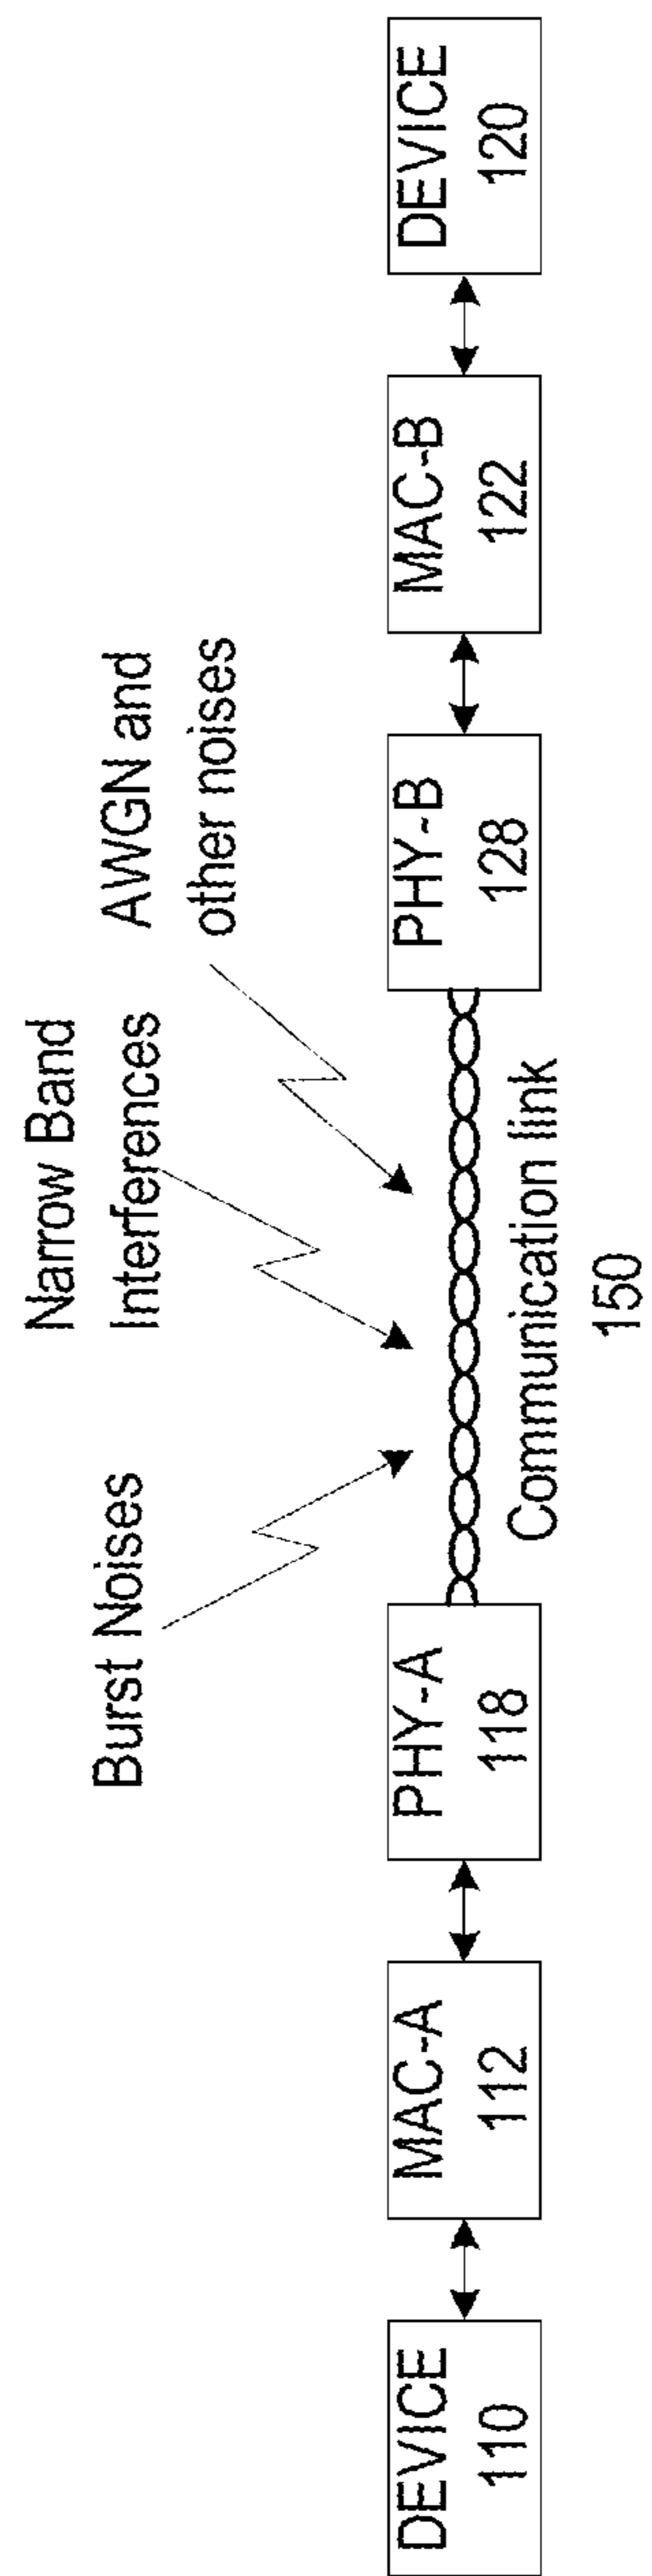 Narrow Band
Interferences
Burst Noises
AWGN and
other noises
DEVICE
110
MAC-A
112
PHY-A
118
PHY-B
128
MAC-B
122
DEVICE
120
Communication link
150